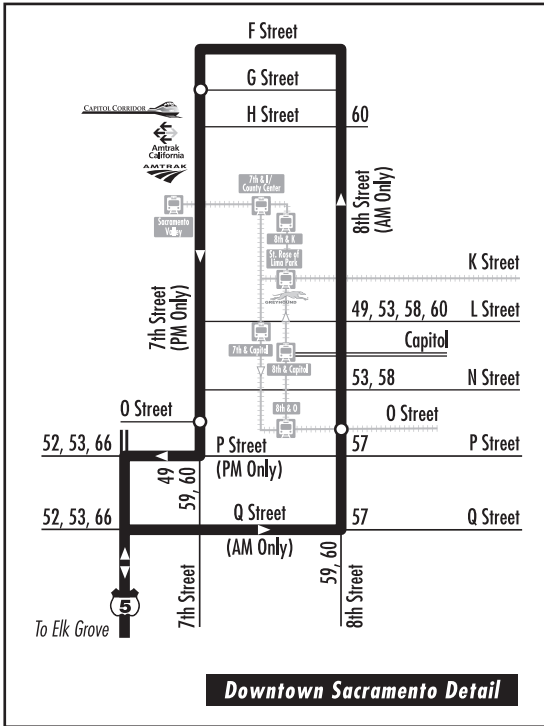 F Street
G Street
CAPITOL CORRIDOR
H Street
60
Amtrak
California
AMTRAK
7th & I/
County Center
8th Street
(AM Only)
Sacramento
Valley
8th & K
St. Rose of
Lima Park
K Street
GREYHOUND
7th Street
(PM Only)
49, 53, 58, 60
L Street
7th & Capitol
Capitol
8th & Capitol
53, 58
N Street
O Street
8th & O
O Street
52, 53, 66
P Street
(PM Only)
57
P Street
49
59, 60
52, 53, 66
Q Street
(AM Only)
57
Q Street
59, 60
7th Street
8th Street
5
To Elk Grove
Downtown Sacramento Detail